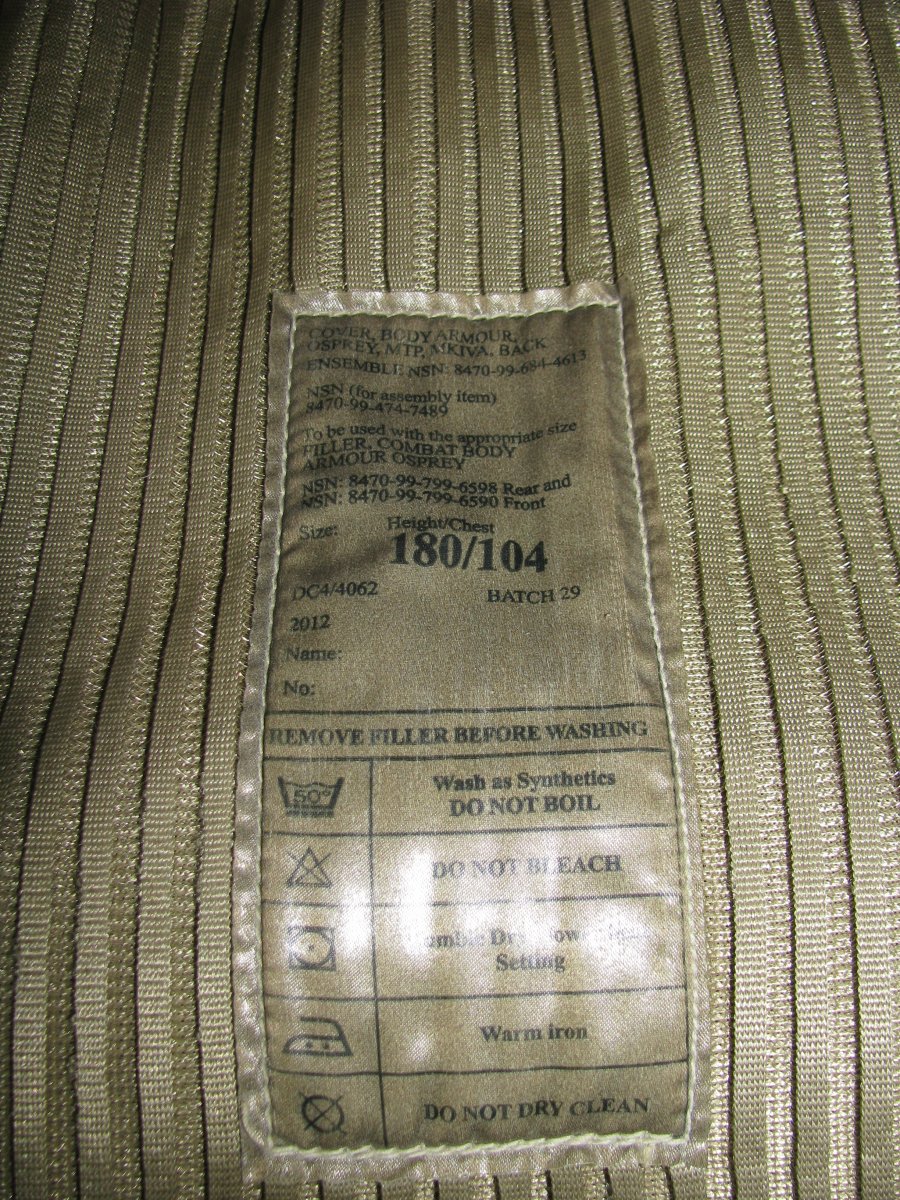 COVER, BODY ARMOUR,
OSPREY, MTP, MKIVA, BACK
ENSEMBLE NSN: 8470-99-684-4613
NSN (for assembly item)
8470-99-474-7489
To be used with the appropriate size
FILLER, COMBAT BODY
ARMOUR OSPREY
NSN: 8470-99-799-6598 Rear and
NSN: 8470-99-799-6590 Front
Size: Height/Chest
180/104
DC4/4062 BATCH 29
2012
Name:
No:
REMOVE FILLER BEFORE WASHING
50° Wash as Synthetics
DO NOT BOIL
DO NOT BLEACH
Tumble Dry Low
Setting
Warm iron
DO NOT DRY CLEAN